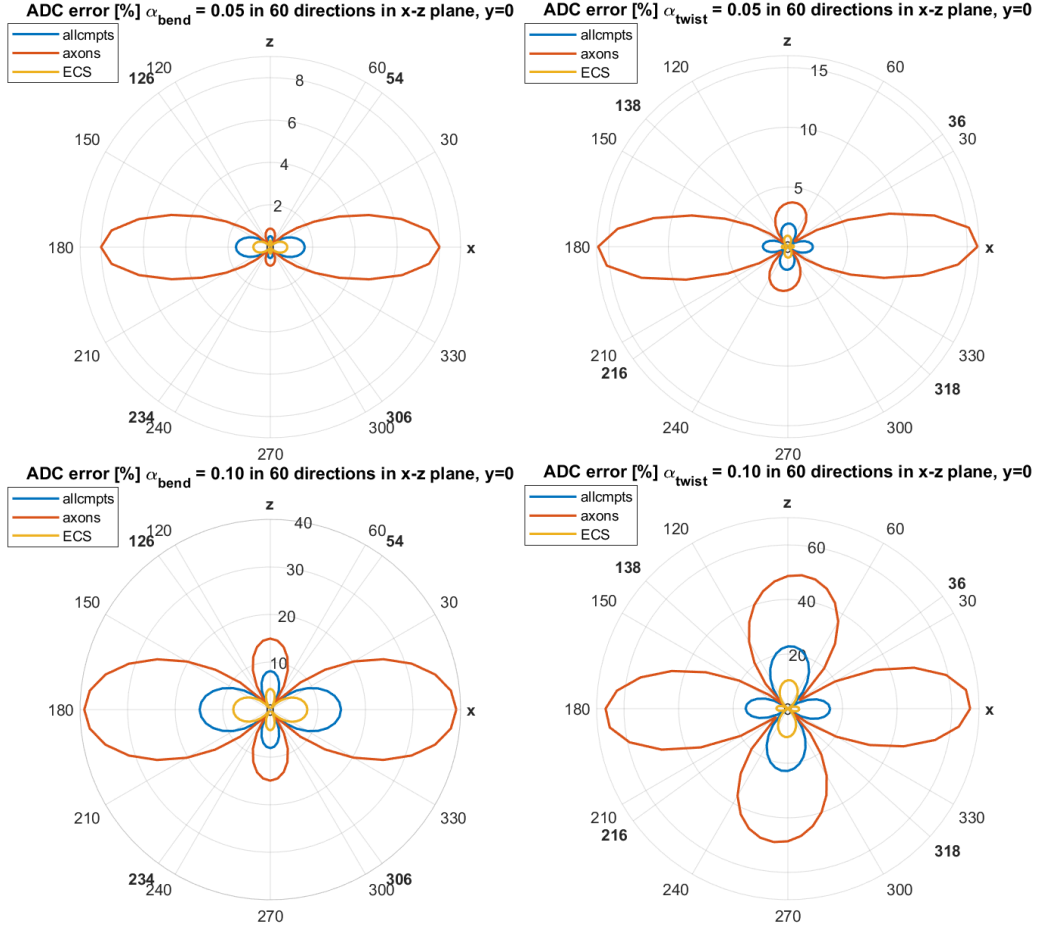 ADC error [%] α_bend = 0.05 in 60 directions in x-z plane, y=0
allcmpts
axons
ECS
z
126
120
60
54
150
30
8
6
4
2
180
x
210
330
234
240
270
300
306
ADC error [%] α_twist = 0.05 in 60 directions in x-z plane, y=0
allcmpts
axons
ECS
z
120
60
138
36
150
30
15
10
5
180
x
210
216
330
318
240
270
300
ADC error [%] α_bend = 0.10 in 60 directions in x-z plane, y=0
allcmpts
axons
ECS
z
126
120
60
54
150
30
40
30
20
10
180
x
210
330
234
240
270
300
306
ADC error [%] α_twist = 0.10 in 60 directions in x-z plane, y=0
allcmpts
axons
ECS
z
120
60
138
36
150
30
60
40
20
180
x
210
216
330
318
240
270
300